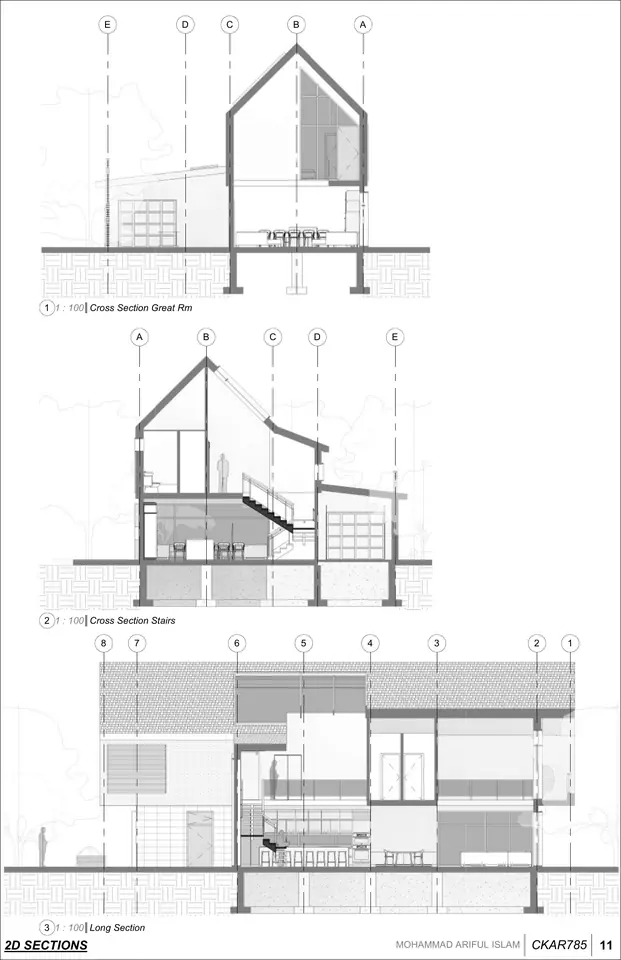 E D C B A
1 1 : 100 Cross Section Great Rm
A B C D E
2 1 : 100 Cross Section Stairs
8 7 6 5 4 3 2 1
3 1 : 100 Long Section
2D SECTIONS MOHAMMAD ARIFUL ISLAM CKAR785 11